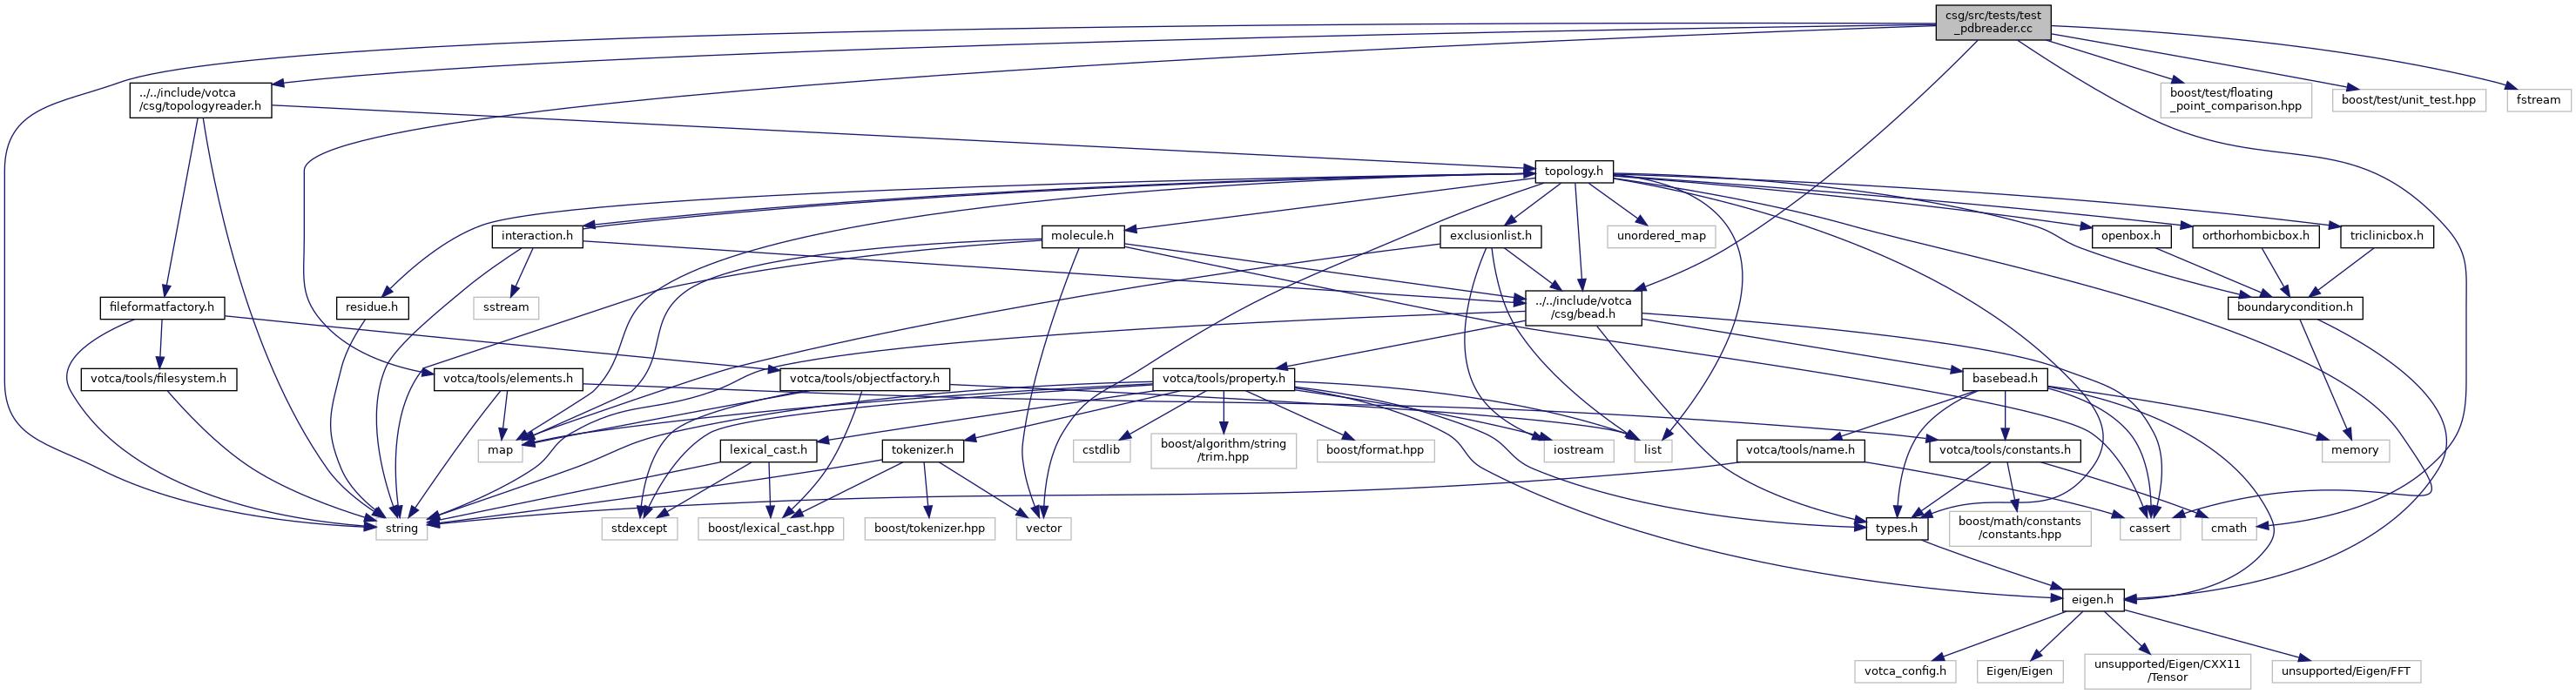 csg/src/tests/test
_pdbreader.cc
../../include/votca
/csg/topologyreader.h
boost/test/floating
_point_comparison.hpp
boost/test/unit_test.hpp
fstream
topology.h
interaction.h
molecule.h
exclusionlist.h
unordered_map
openbox.h
orthorhombicbox.h
triclinicbox.h
fileformatfactory.h
residue.h
sstream
../../include/votca
/csg/bead.h
boundarycondition.h
votca/tools/filesystem.h
votca/tools/elements.h
votca/tools/objectfactory.h
votca/tools/property.h
basebead.h
map
lexical_cast.h
tokenizer.h
cstdlib
boost/algorithm/string
/trim.hpp
boost/format.hpp
iostream
list
votca/tools/name.h
votca/tools/constants.h
memory
string
stdexcept
boost/lexical_cast.hpp
boost/tokenizer.hpp
vector
types.h
boost/math/constants
/constants.hpp
cassert
cmath
eigen.h
votca_config.h
Eigen/Eigen
unsupported/Eigen/CXX11
/Tensor
unsupported/Eigen/FFT